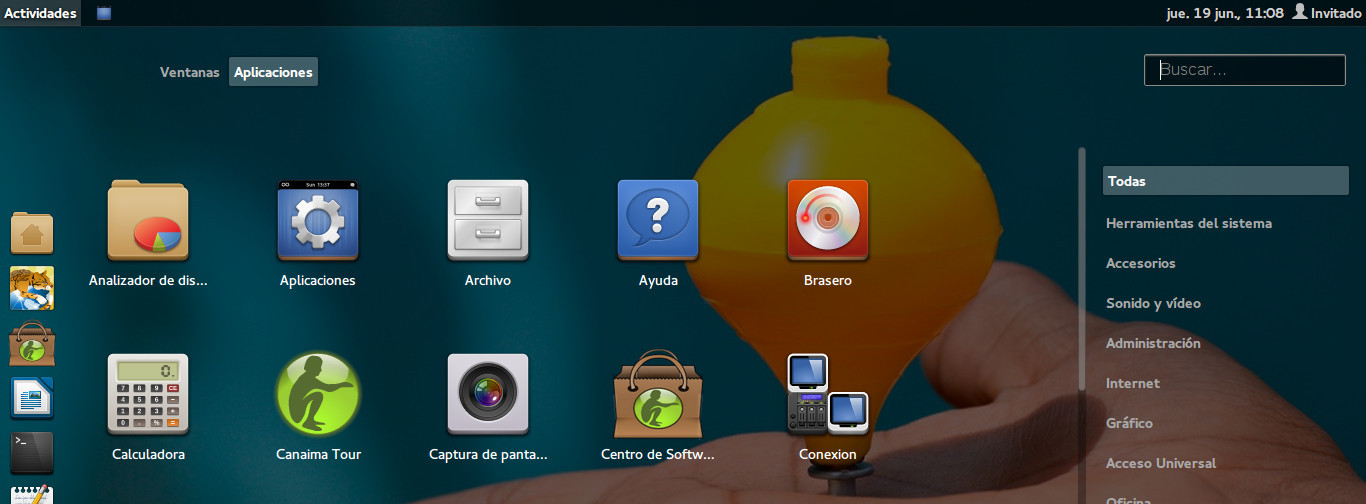 Actividades
jue. 19 jun., 11:08 Invitado
Ventanas Aplicaciones
Buscar...
Analizador de dis...
Aplicaciones
Archivo
Ayuda
Brasero
Calculadora
Canaima Tour
Captura de panta...
Centro de Softw...
Conexion
Todas
Herramientas del sistema
Accesorios
Sonido y vídeo
Administración
Internet
Gráfico
Acceso Universal
Oficina